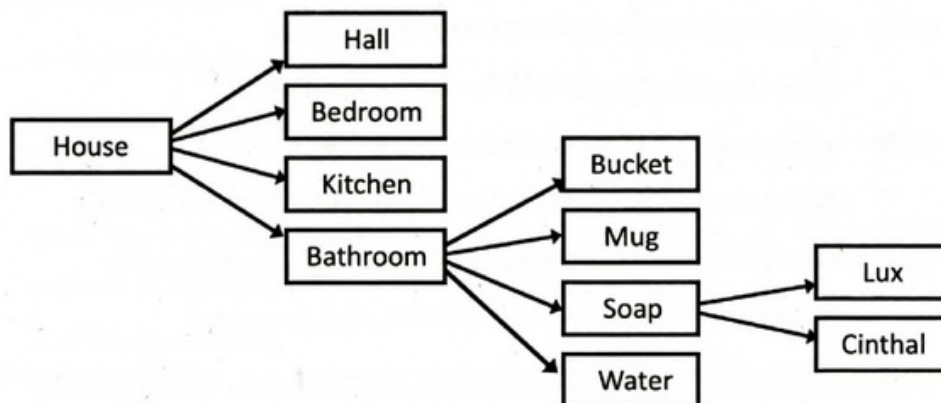 Hall
Bedroom
House
Kitchen
Bathroom
Bucket
Mug
Soap
Water
Lux
Cinthal